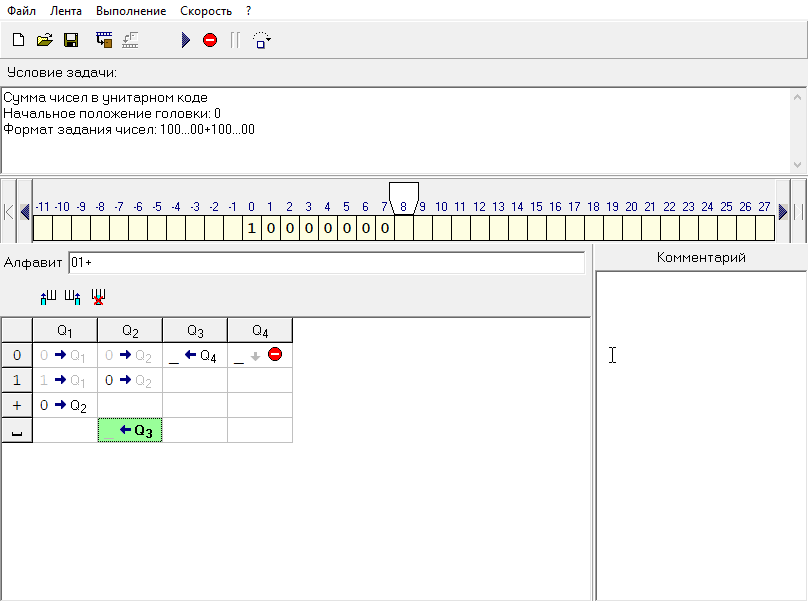 Файл Лента Выполнение Скорость ?
Условие задачи:
Сумма чисел в унитарном коде
Начальное положение головки: 0
Формат задания чисел: 100...00+100...00
-11 -10 -9 -8 -7 -6 -5 -4 -3 -2 -1 0 1 2 3 4 5 6 7 8 9 10 11 12 13 14 15 16 17 18 19 20 21 22 23 24 25 26 27
1 0 0 0 0 0 0 0
Алфавит 01+
Комментарий
Q1 Q2 Q3 Q4
0 0 → Q1 0 → Q2 _ ← Q4 _ ↓
1 1 → Q1 0 → Q2
+ 0 → Q2
␣ _ ← Q3